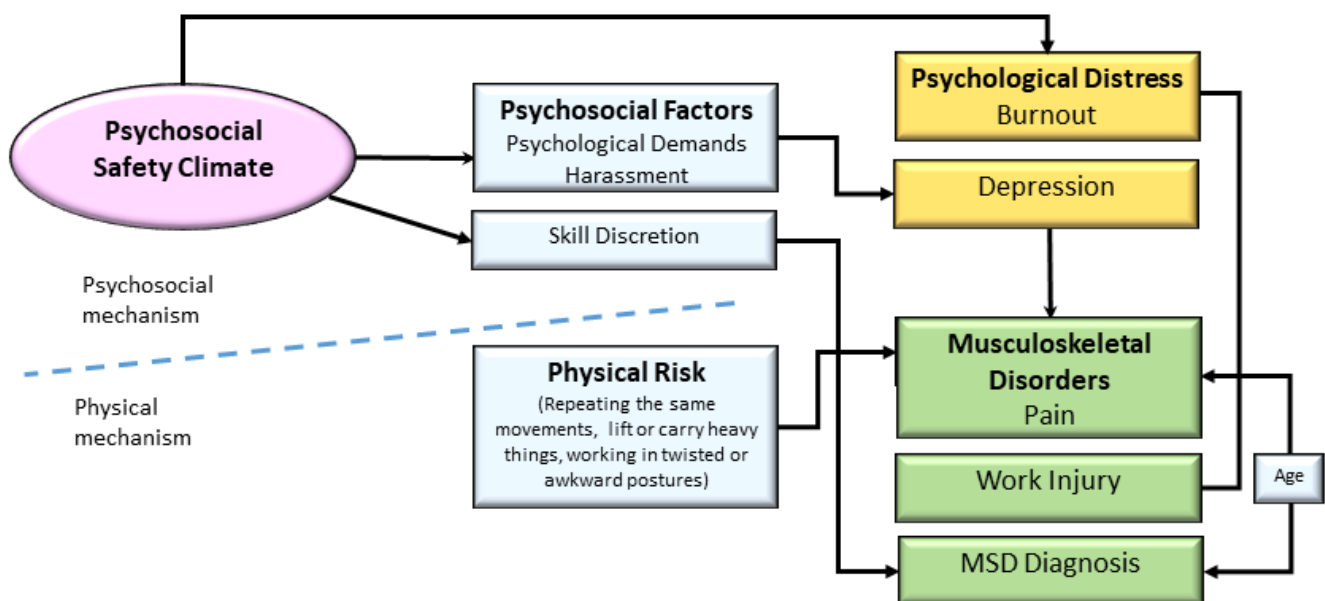 Psychosocial
Safety Climate
Psychosocial Factors
Psychological Demands
Harassment
Skill Discretion
Psychological Distress
Burnout
Depression
Psychosocial
mechanism
Physical
mechanism
Physical Risk
(Repeating the same
movements, lift or carry heavy
things, working in twisted or
awkward postures)
Musculoskeletal
Disorders
Pain
Work Injury
MSD Diagnosis
Age